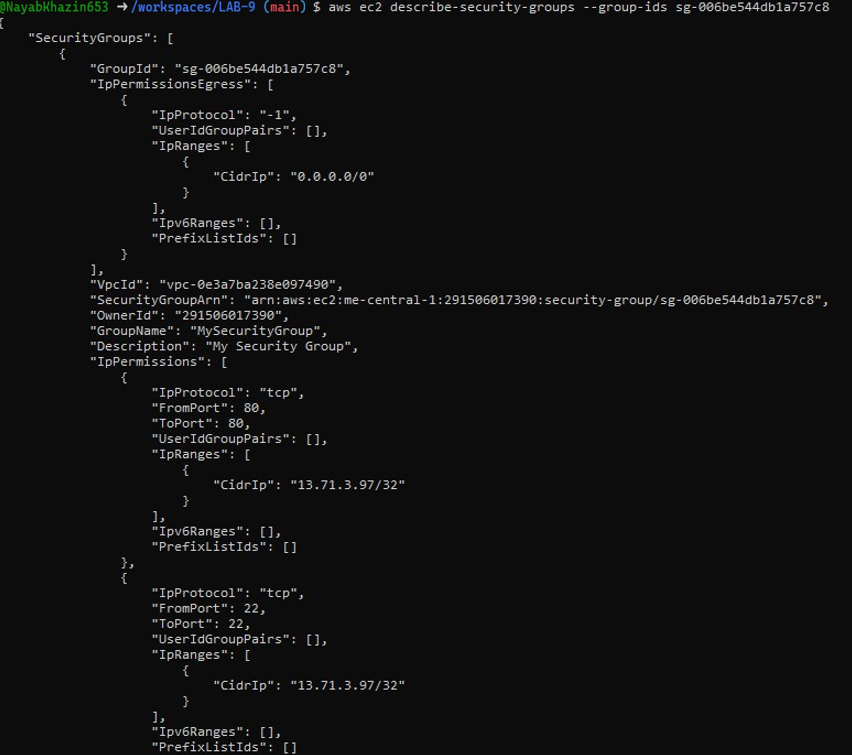 @NayabKhazin653 ➜ /workspaces/LAB-9 (main) $ aws ec2 describe-security-groups --group-ids sg-006be544db1a757c8
{
    "SecurityGroups": [
        {
            "GroupId": "sg-006be544db1a757c8",
            "IpPermissionsEgress": [
                {
                    "IpProtocol": "-1",
                    "UserIdGroupPairs": [],
                    "IpRanges": [
                        {
                            "CidrIp": "0.0.0.0/0"
                        }
                    ],
                    "Ipv6Ranges": [],
                    "PrefixListIds": []
                }
            ],
            "VpcId": "vpc-0e3a7ba238e097490",
            "SecurityGroupArn": "arn:aws:ec2:me-central-1:291506017390:security-group/sg-006be544db1a757c8",
            "OwnerId": "291506017390",
            "GroupName": "MySecurityGroup",
            "Description": "My Security Group",
            "IpPermissions": [
                {
                    "IpProtocol": "tcp",
                    "FromPort": 80,
                    "ToPort": 80,
                    "UserIdGroupPairs": [],
                    "IpRanges": [
                        {
                            "CidrIp": "13.71.3.97/32"
                        }
                    ],
                    "Ipv6Ranges": [],
                    "PrefixListIds": []
                },
                {
                    "IpProtocol": "tcp",
                    "FromPort": 22,
                    "ToPort": 22,
                    "UserIdGroupPairs": [],
                    "IpRanges": [
                        {
                            "CidrIp": "13.71.3.97/32"
                        }
                    ],
                    "Ipv6Ranges": [],
                    "PrefixListIds": []